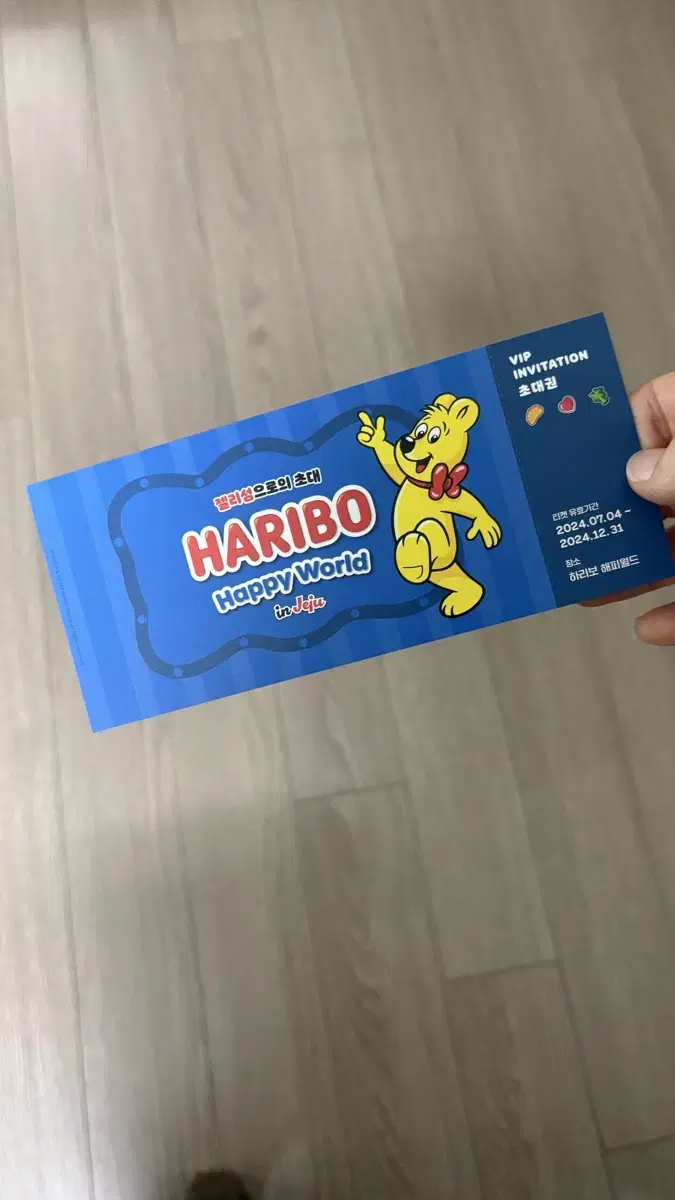 젤리성으로의 초대
HARIBO
Happy World
in Jeju
VIP
INVITATION
초대권
티켓 유효기간
2024.07.04 ~
2024.12.31
장소
하리보 해피월드